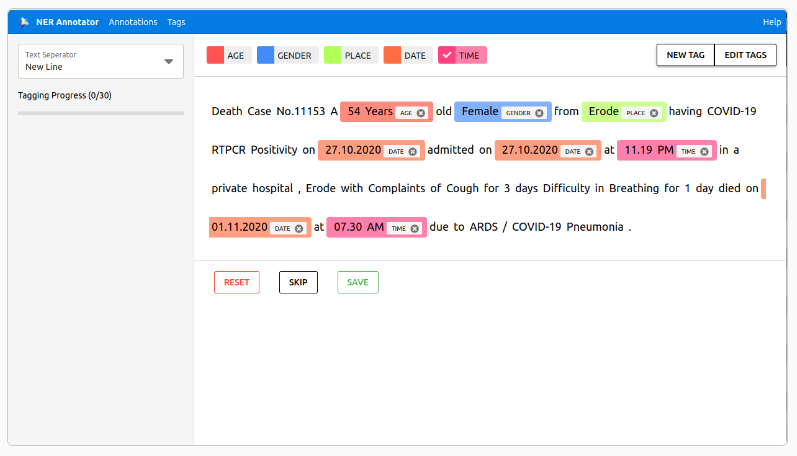 NER Annotator Annotations Tags Help
Text Seperator
New Line
Tagging Progress (0/30)
AGE GENDER PLACE DATE TIME NEW TAG EDIT TAGS
Death Case No.11153 A 54 Years AGE old Female GENDER from Erode PLACE having COVID-19
RTPCR Positivity on 27.10.2020 DATE admitted on 27.10.2020 DATE at 11.19 PM TIME in a
private hospital , Erode with Complaints of Cough for 3 days Difficulty in Breathing for 1 day died on
01.11.2020 DATE at 07.30 AM TIME due to ARDS / COVID-19 Pneumonia .
RESET SKIP SAVE